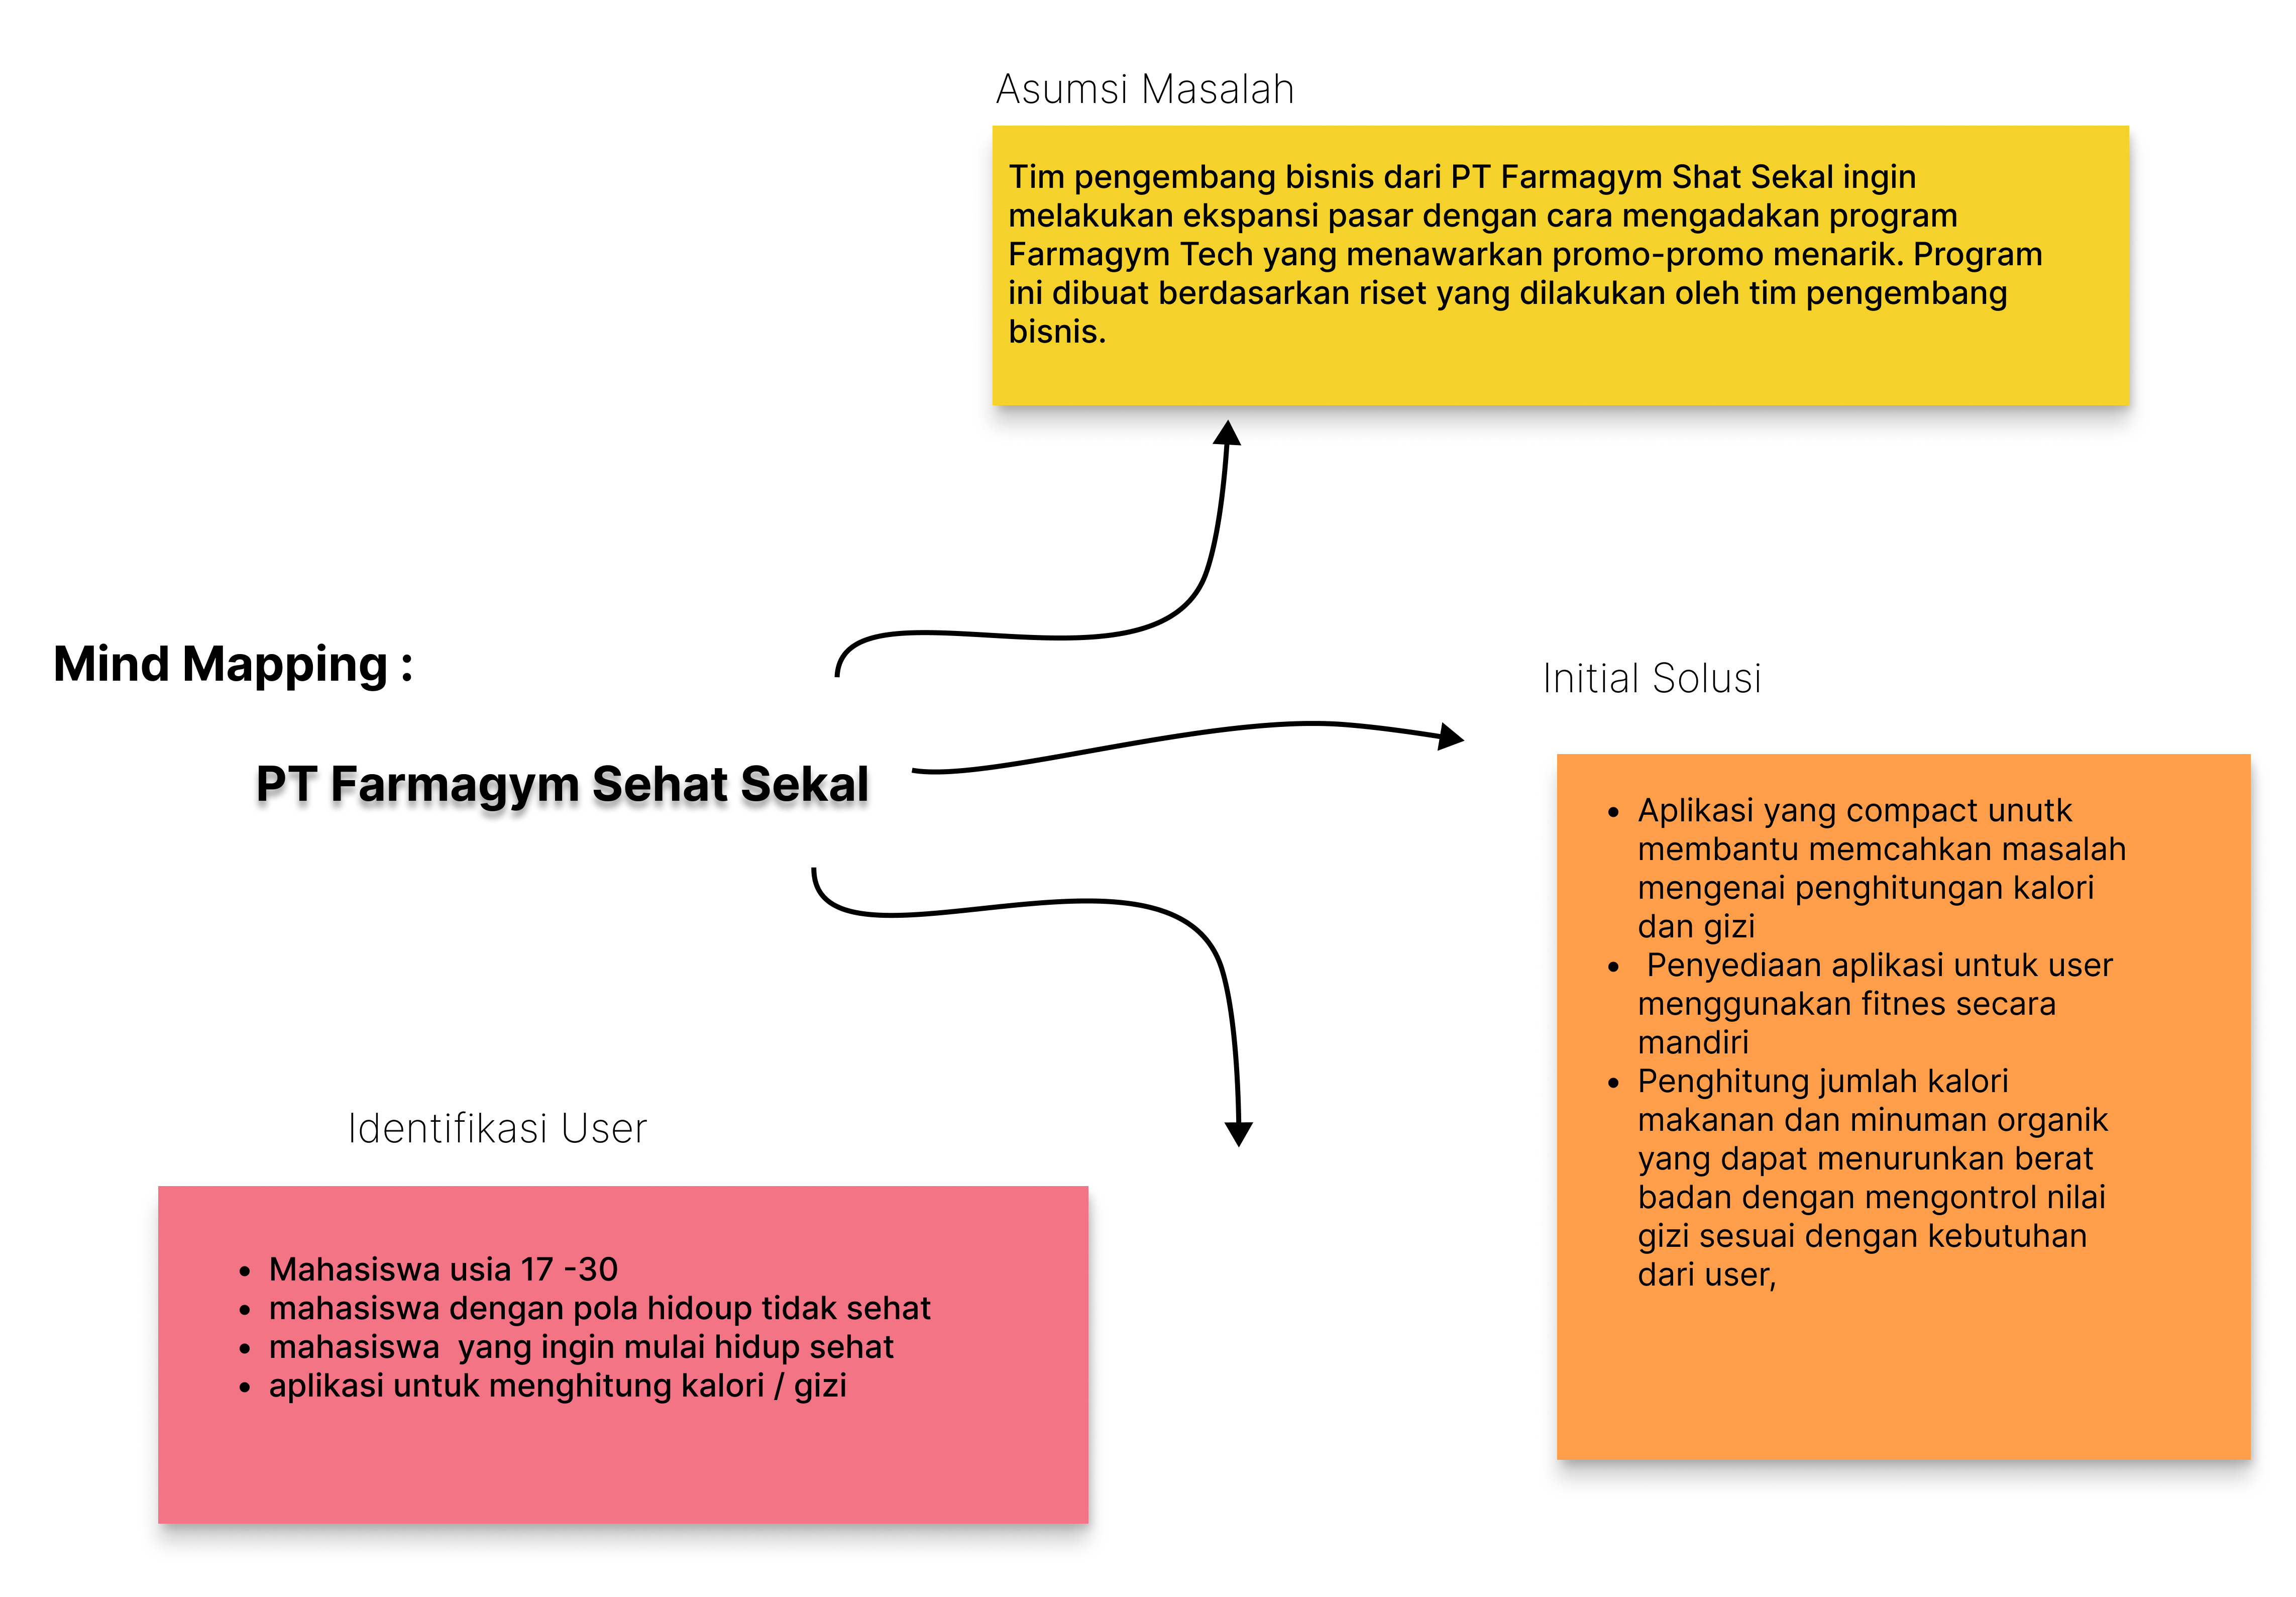 Asumsi Masalah
Tim pengembang bisnis dari PT Farmagym Shat Sekal ingin
melakukan ekspansi pasar dengan cara mengadakan program
Farmagym Tech yang menawarkan promo-promo menarik. Program
ini dibuat berdasarkan riset yang dilakukan oleh tim pengembang
bisnis.
Mind Mapping :
PT Farmagym Sehat Sekal
Initial Solusi
• Aplikasi yang compact unutk
membantu memcahkan masalah
mengenai penghitungan kalori
dan gizi
• Penyediaan aplikasi untuk user
menggunakan fitnes secara
mandiri
• Penghitung jumlah kalori
makanan dan minuman organik
yang dapat menurunkan berat
badan dengan mengontrol nilai
gizi sesuai dengan kebutuhan
dari user,
Identifikasi User
• Mahasiswa usia 17 -30
• mahasiswa dengan pola hidoup tidak sehat
• mahasiswa  yang ingin mulai hidup sehat
• aplikasi untuk menghitung kalori / gizi